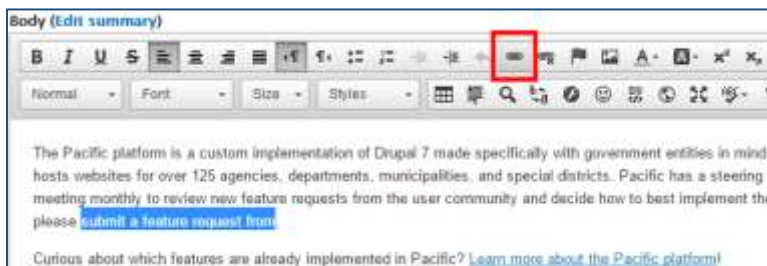 Body (Edit summary)
B I U S A A x² x₂
Normal Font Size Styles
The Pacific platform is a custom implementation of Drupal 7 made specifically with government entities in mind
hosts websites for over 125 agencies, departments, municipalities, and special districts. Pacific has a steering
meeting monthly to review new feature requests from the user community and decide how to best implement the
please submit a feature request from
Curious about which features are already implemented in Pacific? Learn more about the Pacific platform!